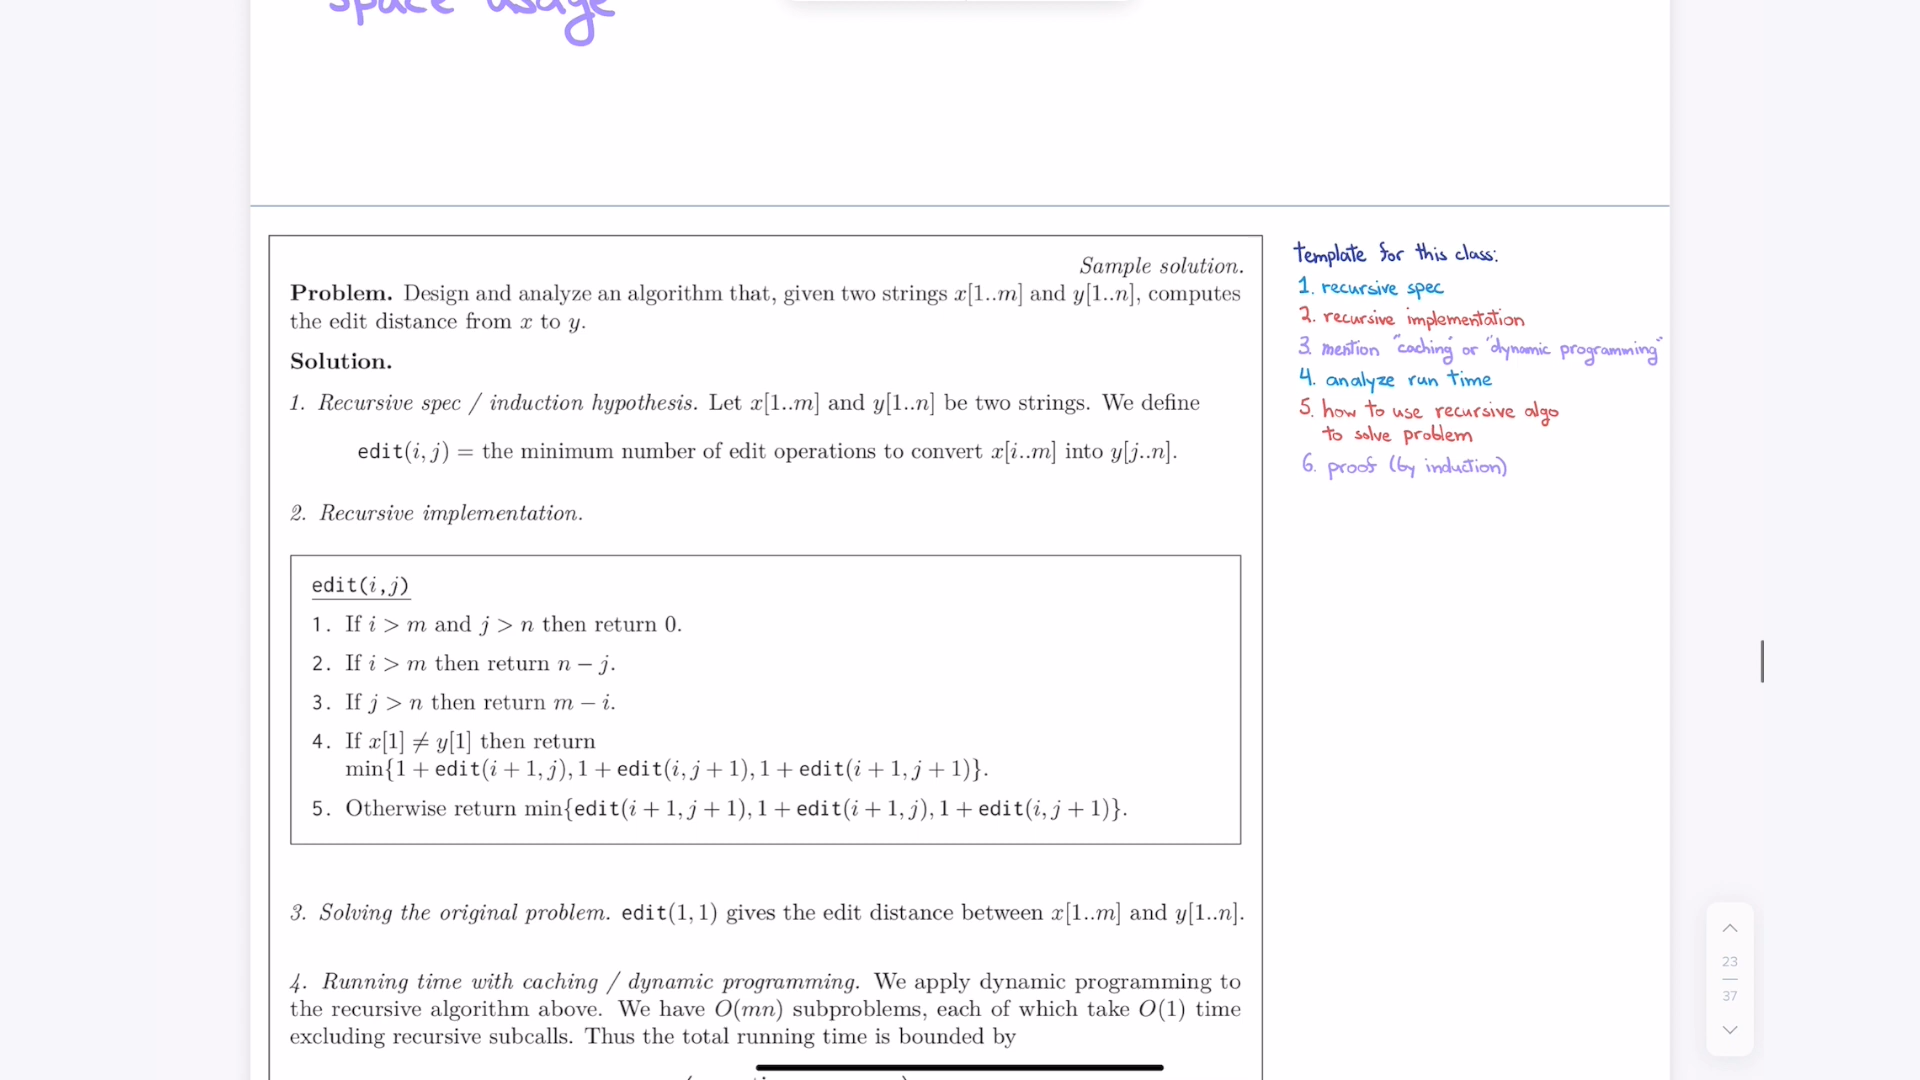 space usage
Sample solution.
Problem. Design and analyze an algorithm that, given two strings x[1..m] and y[1..n], computes
the edit distance from x to y.
Solution.
1. Recursive spec / induction hypothesis. Let x[1..m] and y[1..n] be two strings. We define
edit(i, j) = the minimum number of edit operations to convert x[i..m] into y[j..n].
2. Recursive implementation.
edit(i,j)
1. If i > m and j > n then return 0.
2. If i > m then return n − j.
3. If j > n then return m − i.
4. If x[1] ≠ y[1] then return
min{1 + edit(i + 1, j), 1 + edit(i, j + 1), 1 + edit(i + 1, j + 1)}.
5. Otherwise return min{edit(i + 1, j + 1), 1 + edit(i + 1, j), 1 + edit(i, j + 1)}.
3. Solving the original problem. edit(1, 1) gives the edit distance between x[1..m] and y[1..n].
4. Running time with caching / dynamic programming. We apply dynamic programming to
the recursive algorithm above. We have O(mn) subproblems, each of which take O(1) time
excluding recursive subcalls. Thus the total running time is bounded by
template for this class:
1. recursive spec
2. recursive implementation
3. mention "caching" or "dynamic programming"
4. analyze run time
5. how to use recursive algo
to solve problem
6. proof (by induction)
23
37